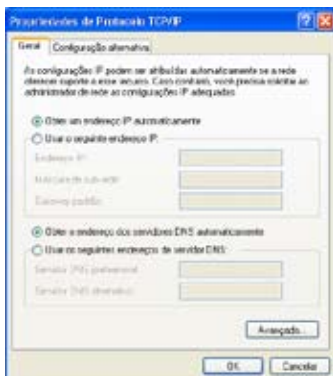 Propriedades de Protocolo TCP/IP
Geral
Configuração alternativa
As configurações IP podem ser atribuídas automaticamente se a rede
oferecer suporte a esse recurso. Caso contrário, você precisa solicitar ao
administrador de rede as configurações IP adequadas.
Obter um endereço IP automaticamente
Usar o seguinte endereço IP:
Endereço IP:
Máscara de sub-rede:
Gateway padrão:
Obter o endereço dos servidores DNS automaticamente
Usar os seguintes endereços de servidor DNS:
Servidor DNS preferencial:
Servidor DNS alternativo:
Avançado...
OK
Cancelar